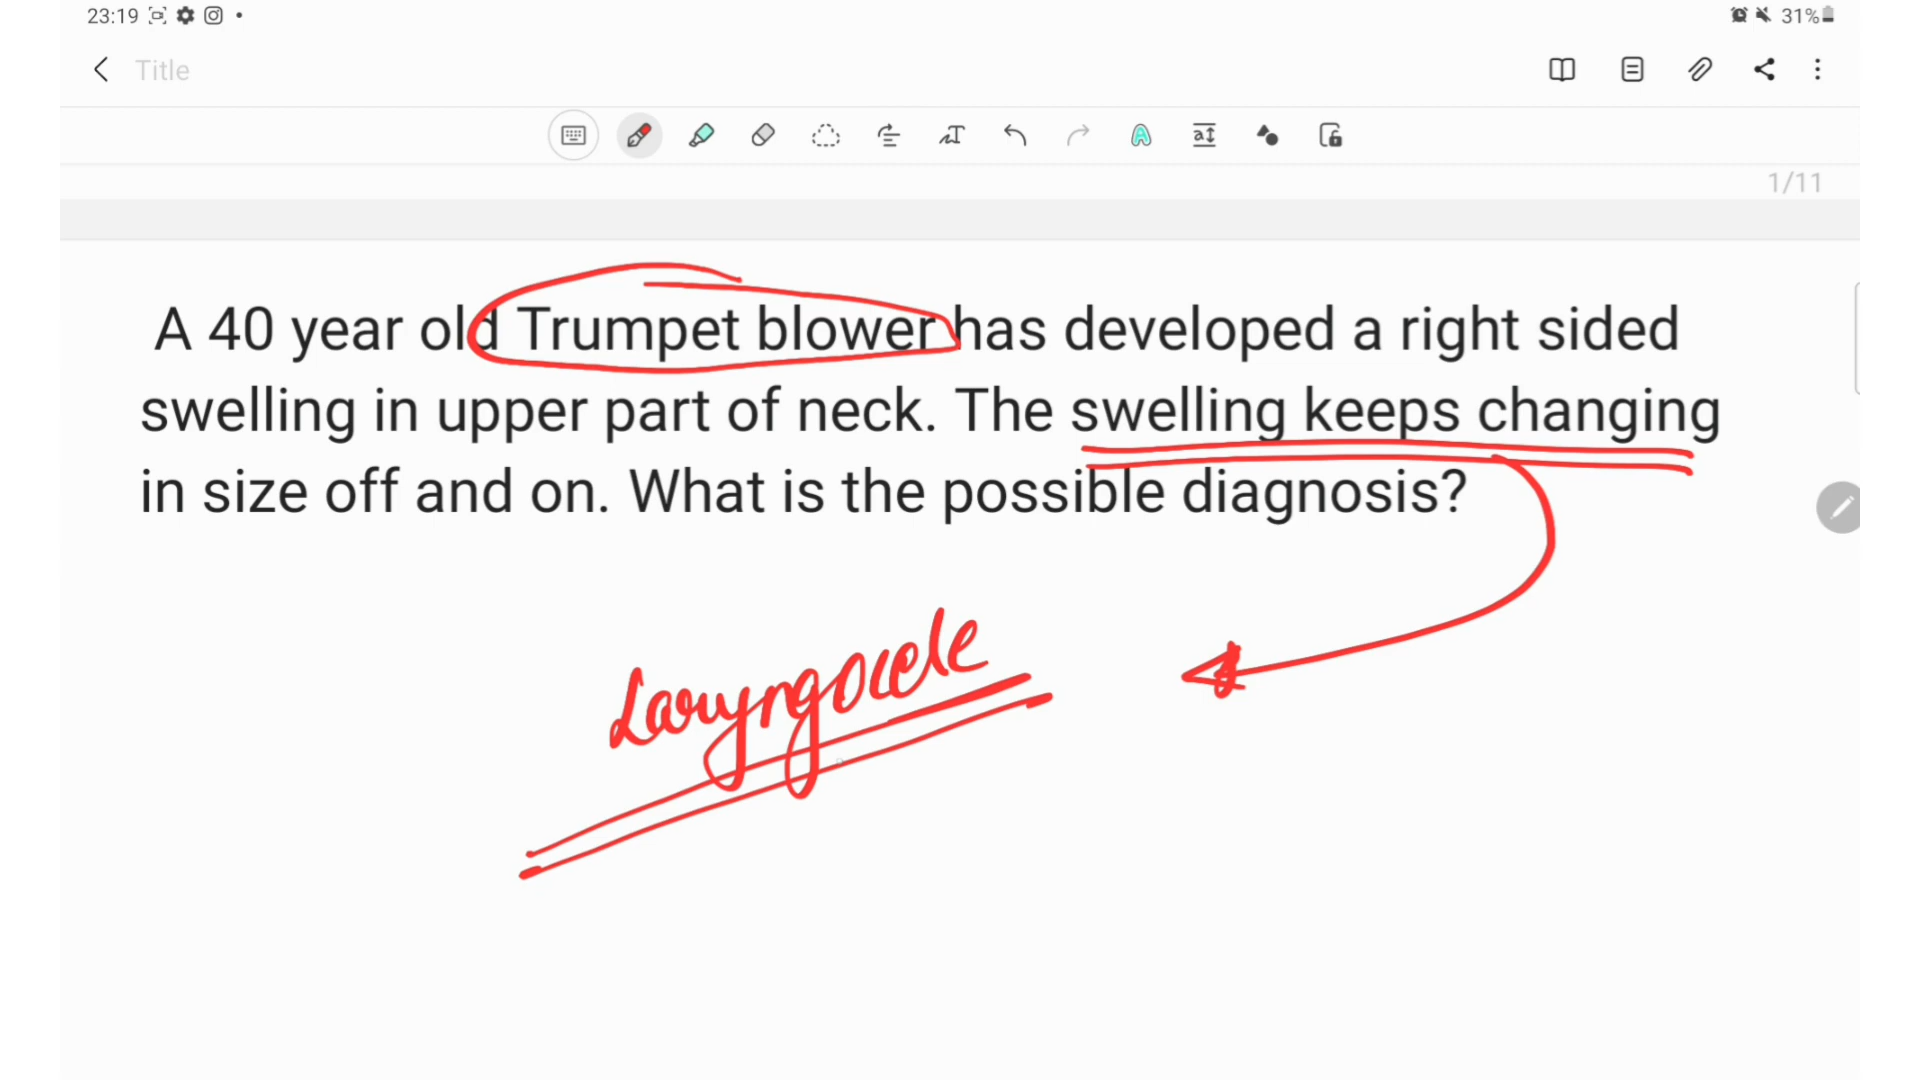 23:19
31%
Title
1/11
A 40 year old Trumpet blower has developed a right sided
swelling in upper part of neck. The swelling keeps changing
in size off and on. What is the possible diagnosis?
Laryngocele